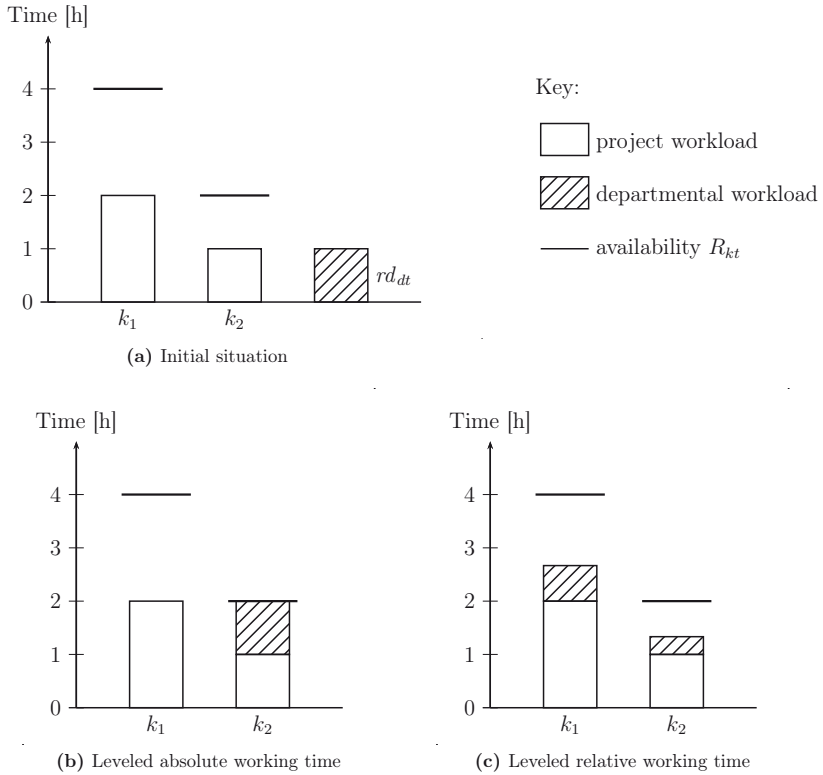 Time [h]
4
3
2
1
0
k₁
k₂
rd_dt
Key:
project workload
departmental workload
availability R_kt
(a) Initial situation
Time [h]
4
3
2
1
0
k₁
k₂
(b) Leveled absolute working time
Time [h]
4
3
2
1
0
k₁
k₂
(c) Leveled relative working time